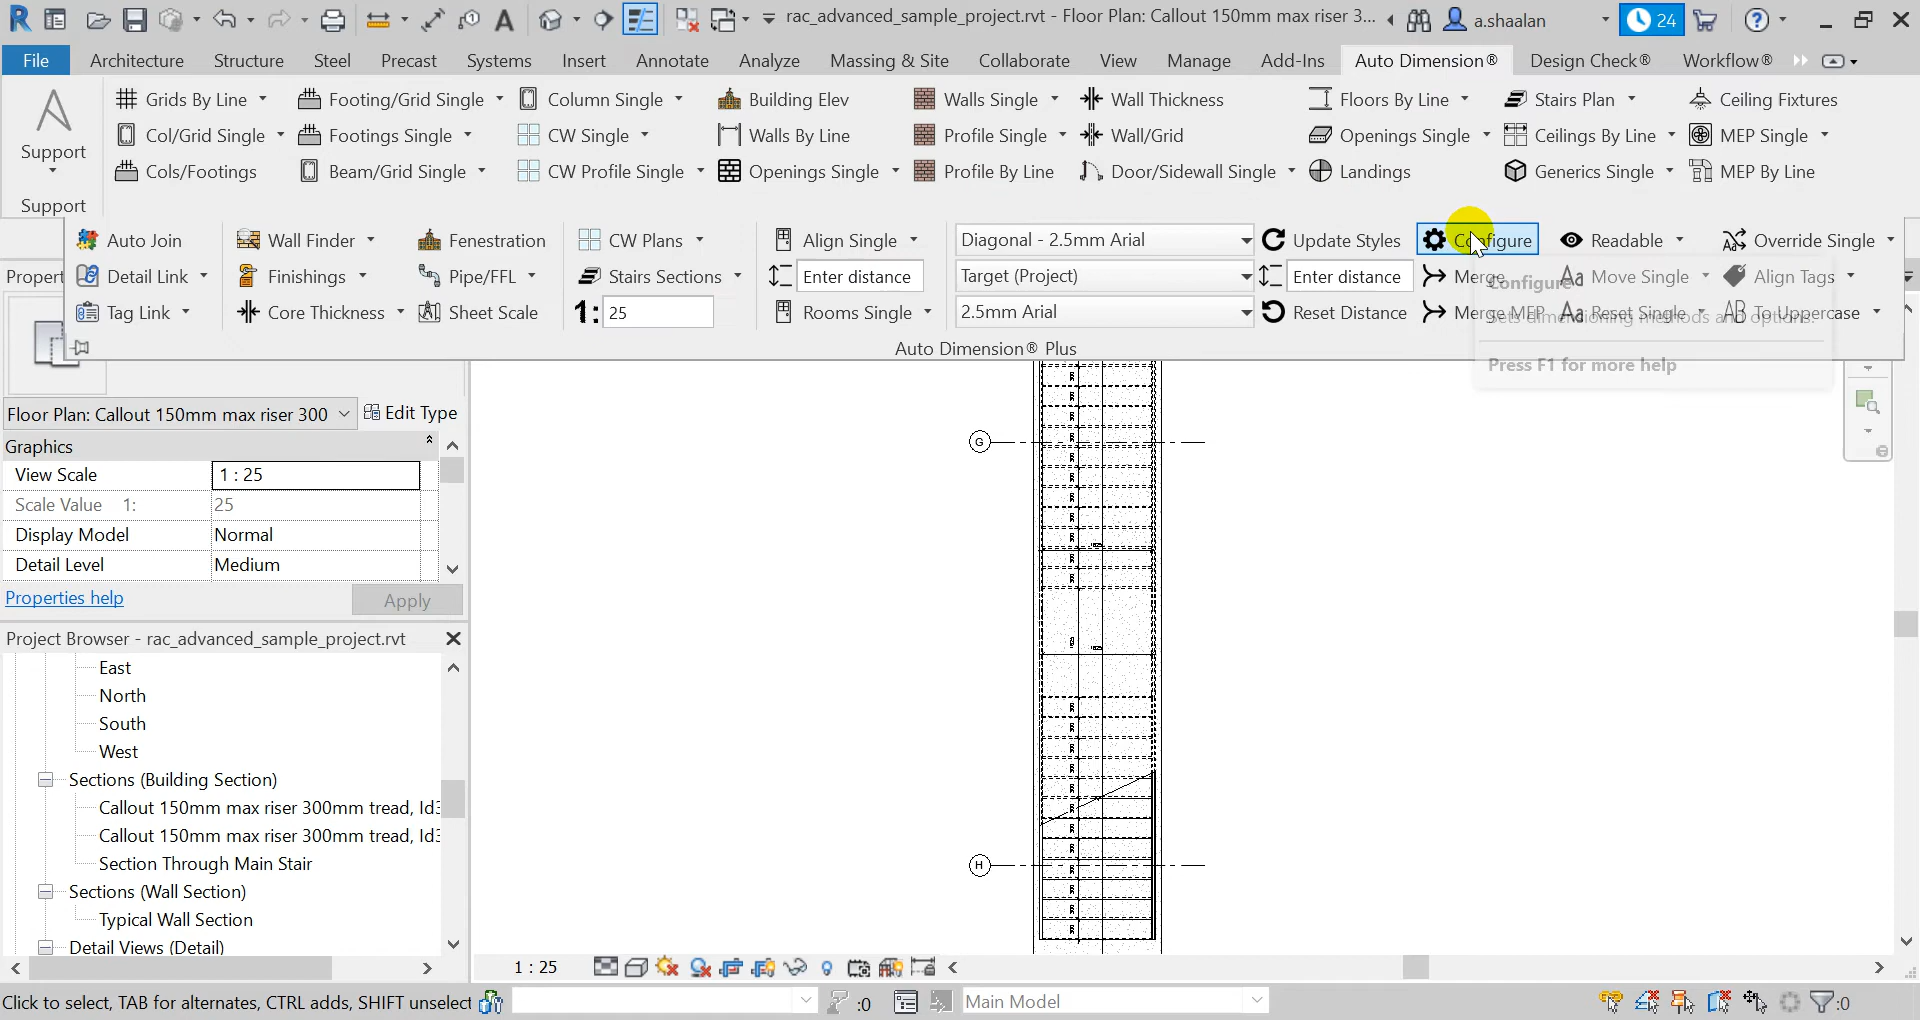 rac_advanced_sample_project.rvt - Floor Plan: Callout 150mm max riser 3... a.shaalan 24
File Architecture Structure Steel Precast Systems Insert Annotate Analyze Massing & Site Collaborate View Manage Add-Ins Auto Dimension® Design Check® Workflow®
Grids By Line Footing/Grid Single Column Single Building Elev Walls Single Wall Thickness Floors By Line Stairs Plan Ceiling Fixtures
Col/Grid Single Footings Single CW Single Walls By Line Profile Single Wall/Grid Openings Single Ceilings By Line MEP Single
Support Cols/Footings Beam/Grid Single CW Profile Single Openings Single Profile By Line Door/Sidewall Single Landings Generics Single MEP By Line
Support
Auto Join Wall Finder Fenestration CW Plans Align Single Diagonal - 2.5mm Arial Update Styles Configure Readable Override Single
Propert Detail Link Finishings Pipe/FFL Stairs Sections Enter distance Target (Project) Enter distance Merge Move Single Align Tags
Configure
Tag Link Core Thickness Sheet Scale 1: 25 Rooms Single 2.5mm Arial Reset Distance Merge MEP Reset Single To Uppercase
Sets dimensioning methods and options.
Auto Dimension® Plus
Press F1 for more help
Floor Plan: Callout 150mm max riser 300 Edit Type
Graphics
View Scale 1 : 25
Scale Value 1: 25
Display Model Normal
Detail Level Medium
Properties help Apply
Project Browser - rac_advanced_sample_project.rvt
East
North
South
West
Sections (Building Section)
Callout 150mm max riser 300mm tread, Id3
Callout 150mm max riser 300mm tread, Id3
Section Through Main Stair
Sections (Wall Section)
Typical Wall Section
Detail Views (Detail)
G
H
1 : 25
Click to select, TAB for alternates, CTRL adds, SHIFT unselect :0 Main Model :0